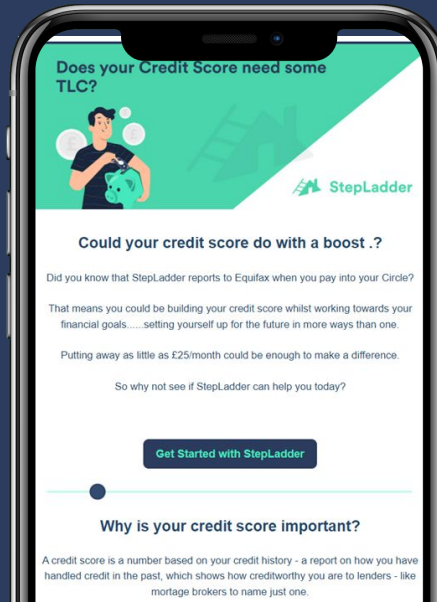 Does your Credit Score need some
TLC?
StepLadder
Could your credit score do with a boost .?
Did you know that StepLadder reports to Equifax when you pay into your Circle?
That means you could be building your credit score whilst working towards your
financial goals......setting yourself up for the future in more ways than one.
Putting away as little as £25/month could be enough to make a difference.
So why not see if StepLadder can help you today?
Get Started with StepLadder
Why is your credit score important?
A credit score is a number based on your credit history - a report on how you have
handled credit in the past, which shows how creditworthy you are to lenders - like
mortage brokers to name just one.